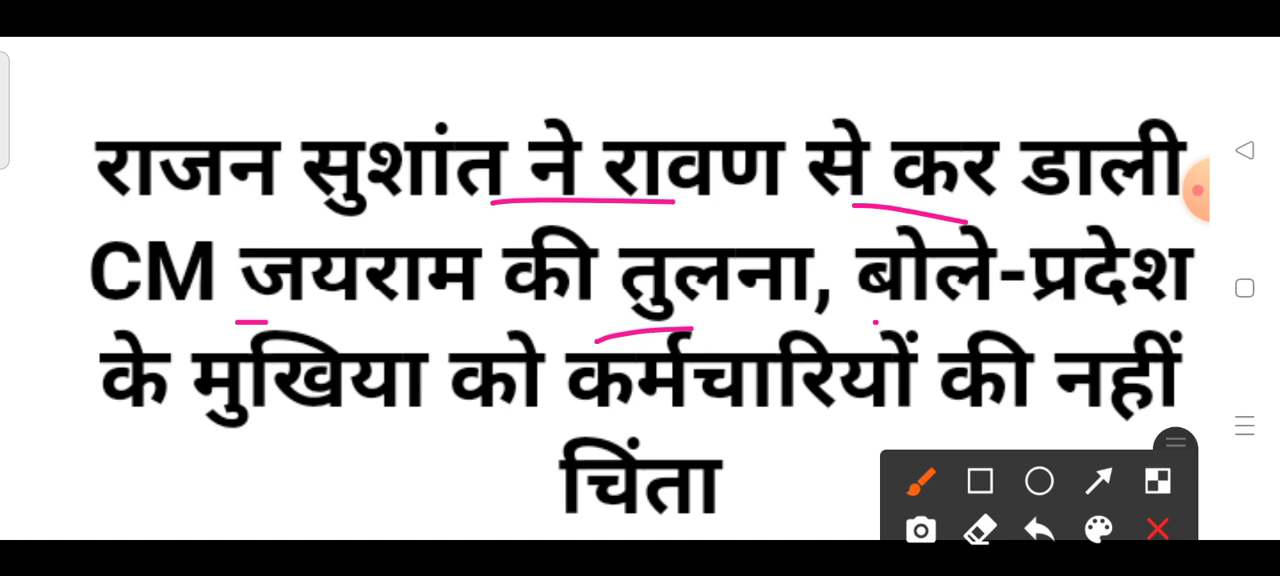 राजन सुशांत ने रावण से कर डाली
CM जयराम की तुलना, बोले-प्रदेश
के मुखिया को कर्मचारियों की नहीं
चिंता